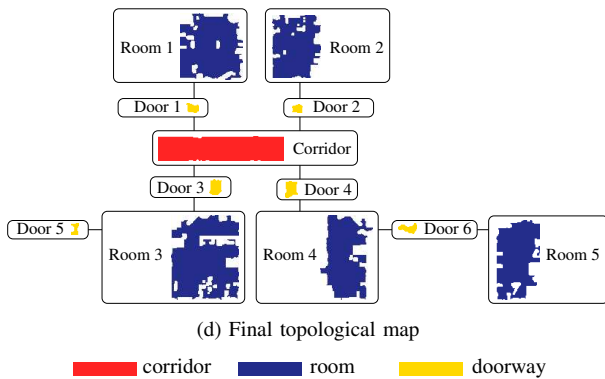 Room 1
Room 2
Door 1
Door 2
Corridor
Door 3
Door 4
Door 5
Room 3
Room 4
Door 6
Room 5
(d) Final topological map
corridor room doorway